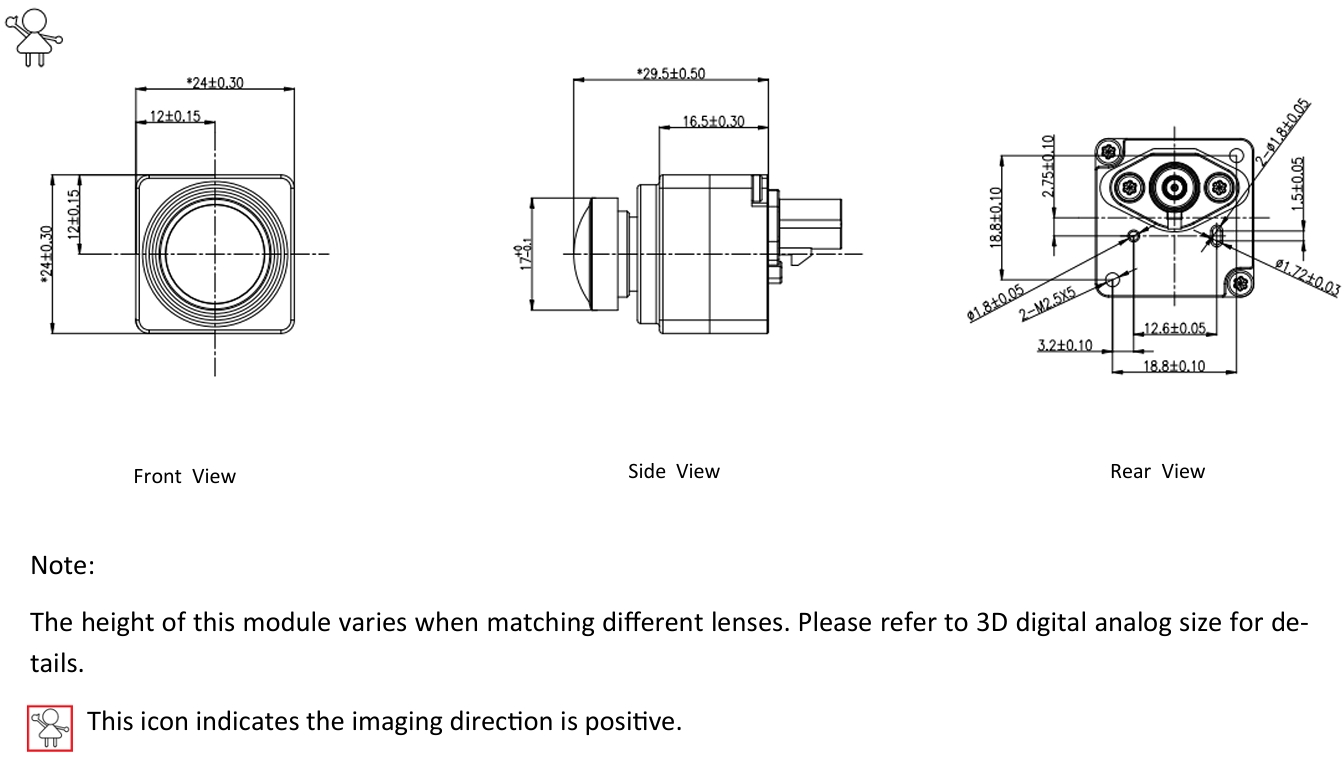 *24±0.30
12±0.15
*24±0.30
12±0.15
*29.5±0.50
16.5±0.30
17+0-0.1
2-ø1.8±0.05
2.75±0.10
18.8±0.10
1.5±0.05
ø1.72±0.03
ø1.8±0.05
2-M2.5X5
12.6±0.05
3.2±0.10
18.8±0.10
Front View
Side View
Rear View
Note:
The height of this module varies when matching different lenses. Please refer to 3D digital analog size for de-
tails.
This icon indicates the imaging direction is positive.